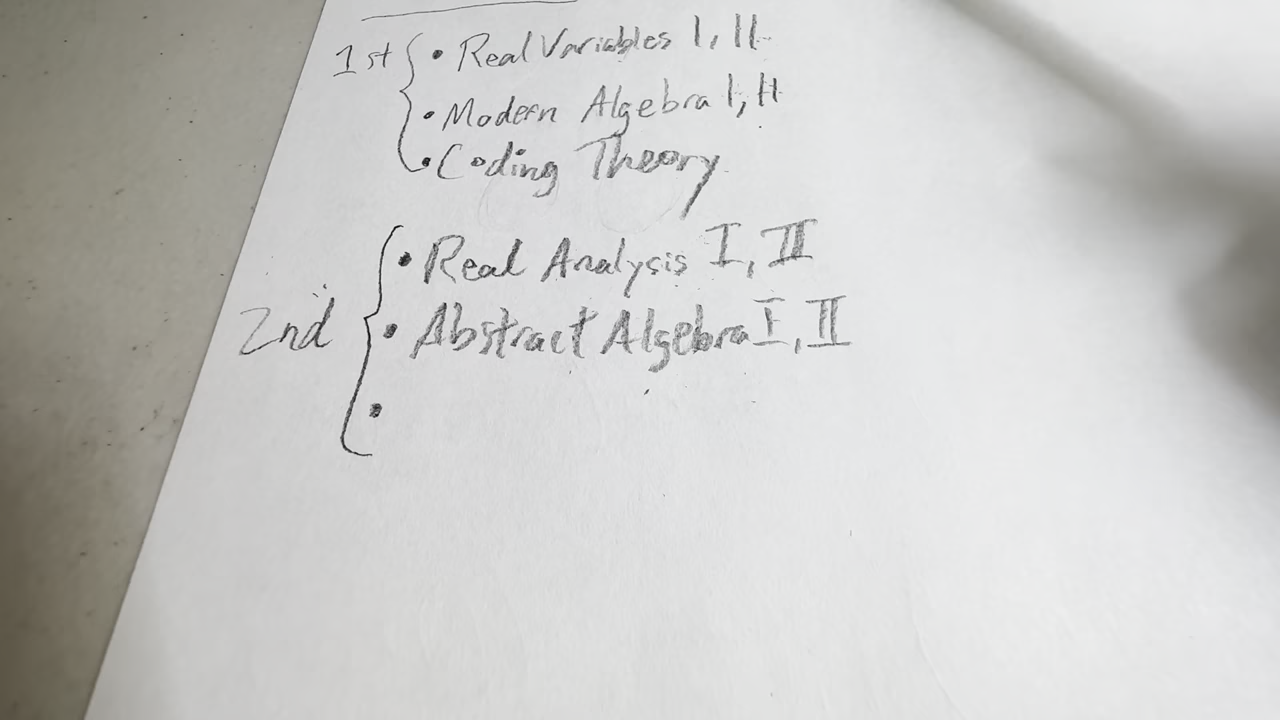 1st { • Real Variables I, II
• Modern Algebra I, II
• Coding Theory
2nd { • Real Analysis I, II
• Abstract Algebra I, II
•